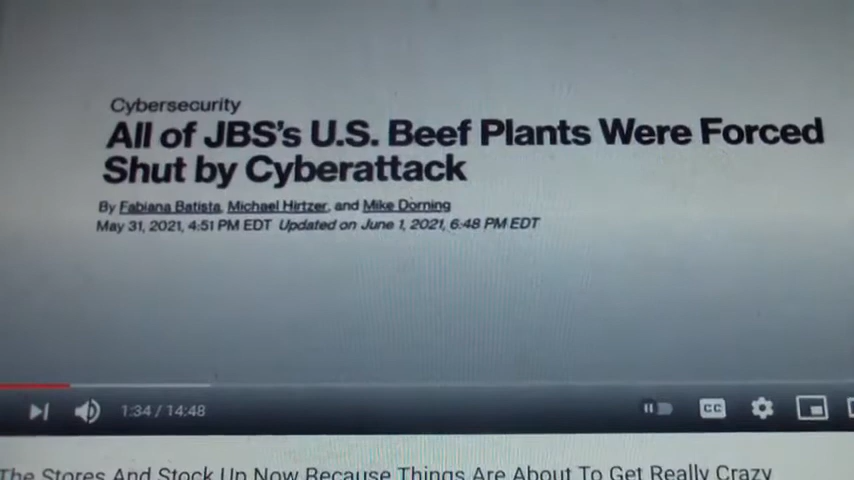 Cybersecurity
All of JBS's U.S. Beef Plants Were Forced
Shut by Cyberattack
By Fabiana Batista, Michael Hirtzer, and Mike Dorning
May 31, 2021, 4:51 PM EDT Updated on June 1, 2021, 6:48 PM EDT
1:34 / 14:48
CC
The Stores And Stock Up Now Because Things Are About To Get Really Crazy